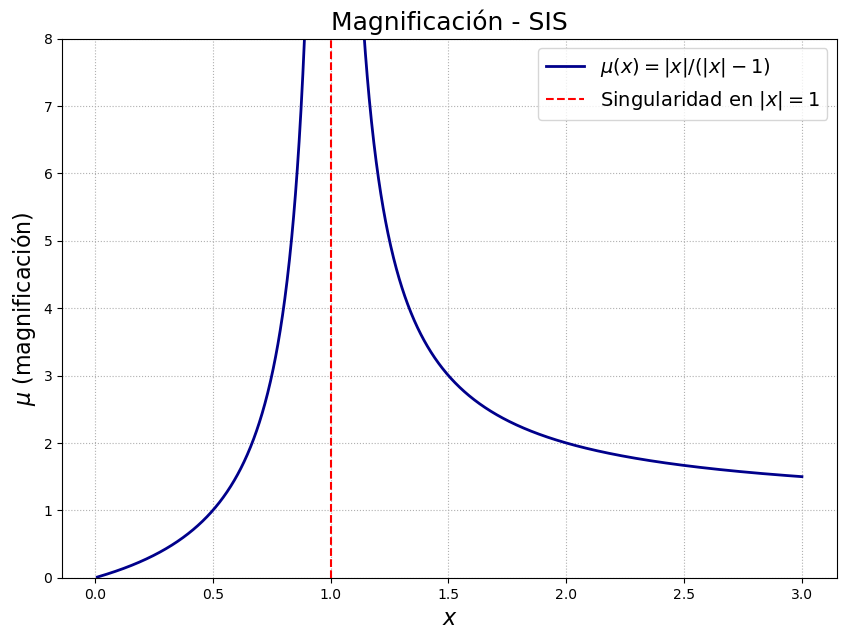 Magnificación - SIS
μ(x) = |x|/(|x| − 1)
Singularidad en |x| = 1
μ (magnificación)
8
7
6
5
4
3
2
1
0
0.0 0.5 1.0 1.5 2.0 2.5 3.0
x